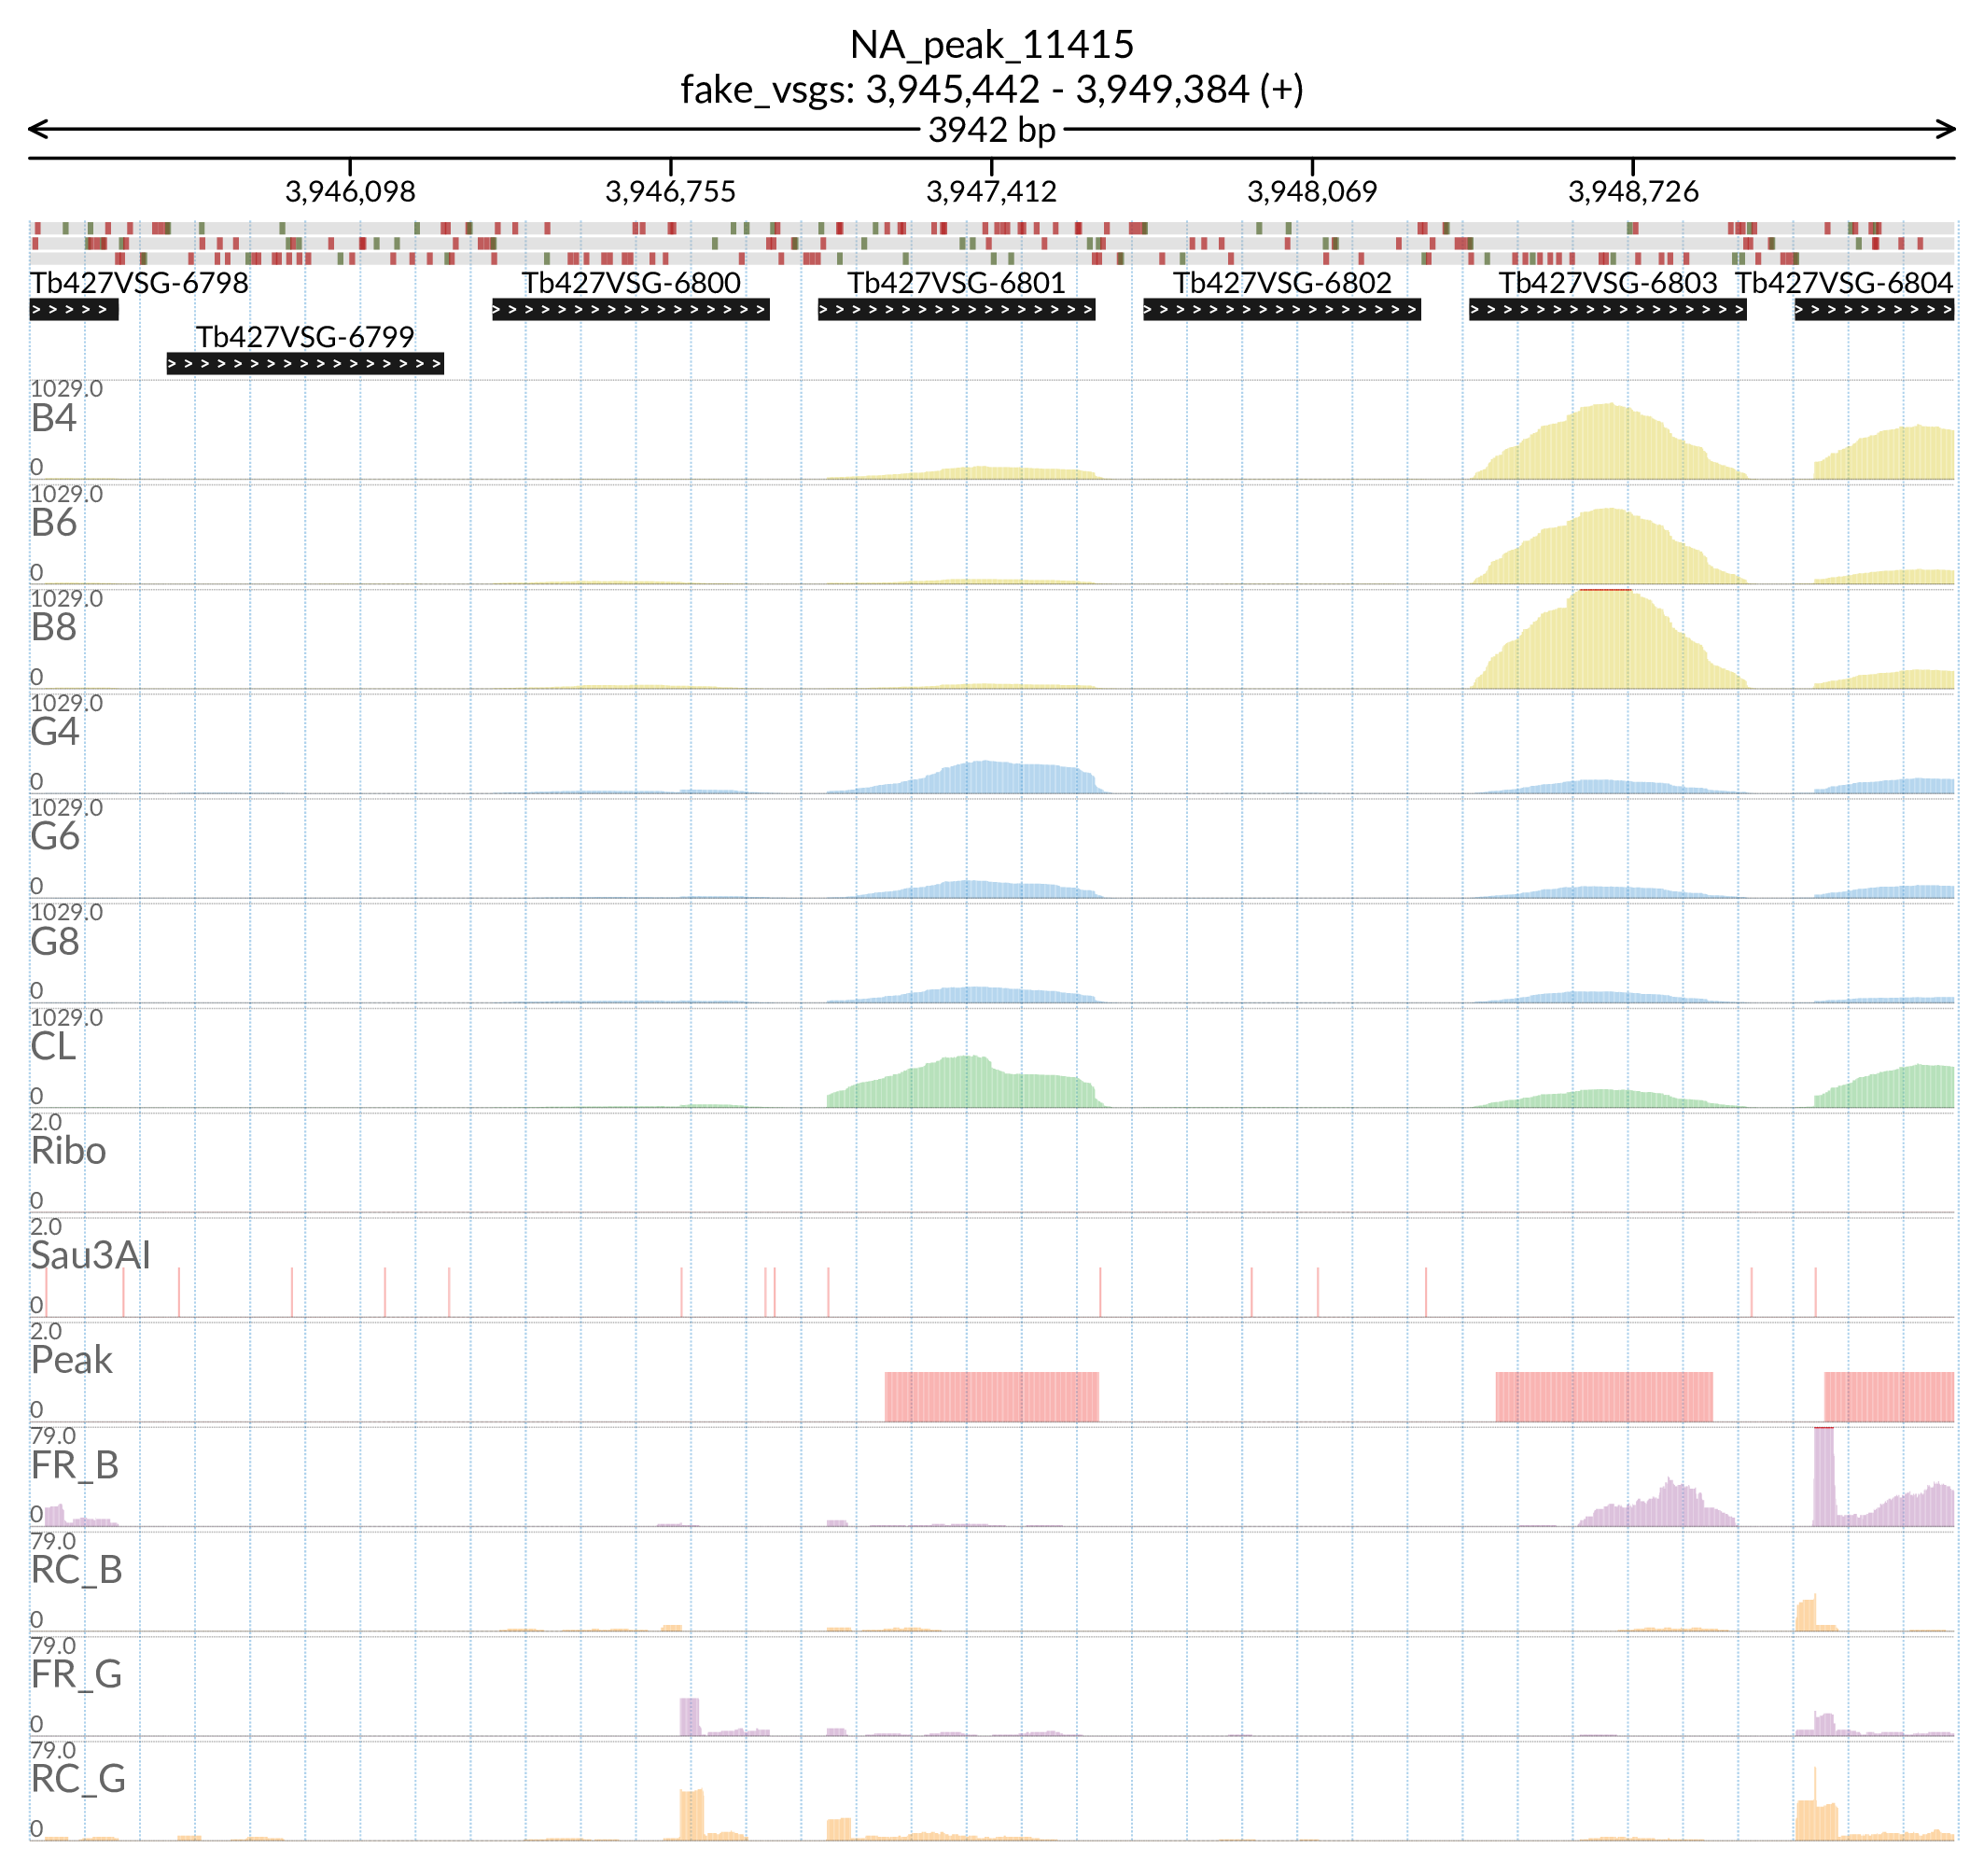 NA_peak_11415
fake_vsgs: 3,945,442 - 3,949,384 (+)
3942 bp
3,946,098 3,946,755 3,947,412 3,948,069 3,948,726
Tb427VSG-6798 Tb427VSG-6800 Tb427VSG-6801 Tb427VSG-6802 Tb427VSG-6803 Tb427VSG-6804
Tb427VSG-6799
1029.0
B4
0
1029.0
B6
0
1029.0
B8
0
1029.0
G4
0
1029.0
G6
0
1029.0
G8
0
1029.0
CL
0
2.0
Ribo
0
2.0
Sau3AI
0
2.0
Peak
0
79.0
FR_B
0
79.0
RC_B
0
79.0
FR_G
0
79.0
RC_G
0